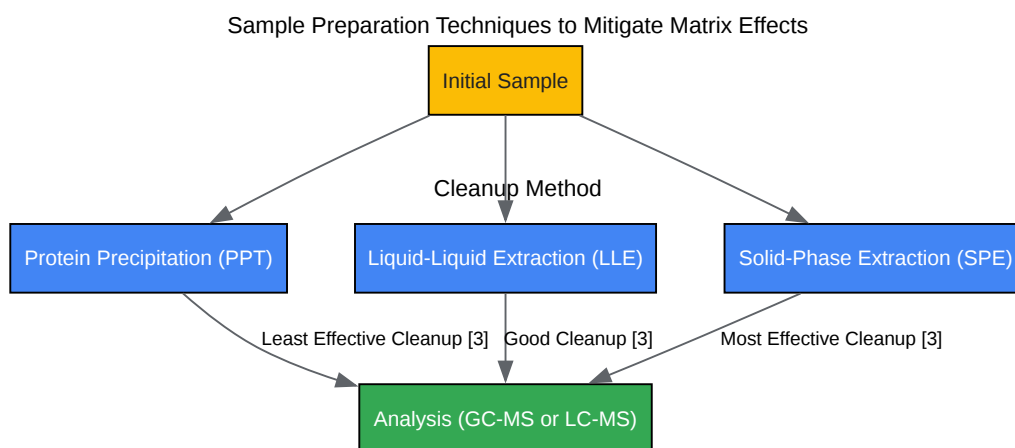 Sample Preparation Techniques to Mitigate Matrix Effects
Initial Sample
Cleanup Method
Protein Precipitation (PPT)
Liquid-Liquid Extraction (LLE)
Solid-Phase Extraction (SPE)
Least Effective Cleanup [3]
Good Cleanup [3]
Most Effective Cleanup [3]
Analysis (GC-MS or LC-MS)